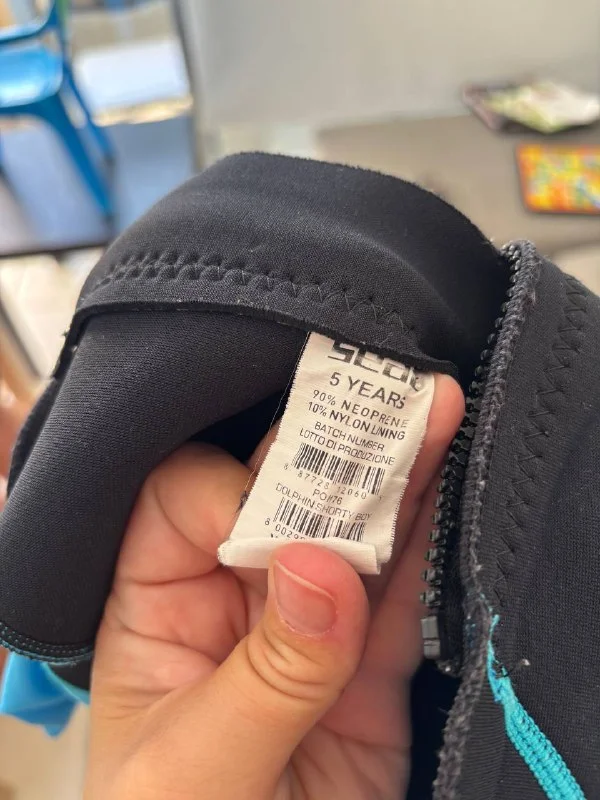 5 YEARS
90% NEOPRENE
10% NYLON LINING
BATCH NUMBER
LOTTO DI PRODUZIONE
DOLPHIN SHORTY BOY